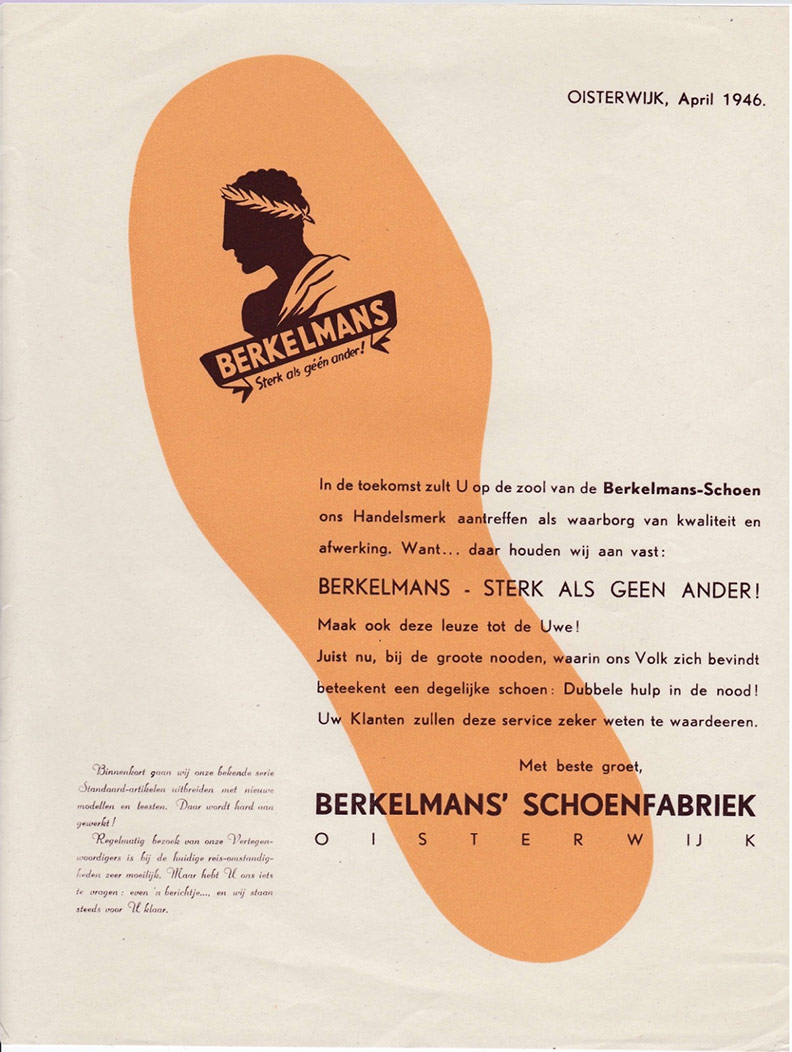 OISTERWIJK, April 1946.
BERKELMANS
Sterk als géén ander!
In de toekomst zult U op de zool van de Berkelmans-Schoen
ons Handelsmerk aantreffen als waarborg van kwaliteit en
afwerking. Want... daar houden wij aan vast:
BERKELMANS - STERK ALS GEEN ANDER!
Maak ook deze leuze tot de Uwe!
Juist nu, bij de groote nooden, waarin ons Volk zich bevindt
beteekent een degelijke schoen: Dubbele hulp in de nood!
Uw Klanten zullen deze service zeker weten te waardeeren.
Met beste groet,
BERKELMANS' SCHOENFABRIEK
OISTERWIJK
Binnenkort gaan wij onze bekende serie
Standaard-artikelen uitbreiden met nieuwe
modellen en leesten. Daar wordt hard aan
gewerkt!
Regelmatig bezoek van onze Vertegen-
woordigers is bij de huidige reis-omstandig-
heden zeer moeilijk. Maar hebt U ons iets
te vragen: even 'n berichtje..., en wij staan
steeds voor U klaar.